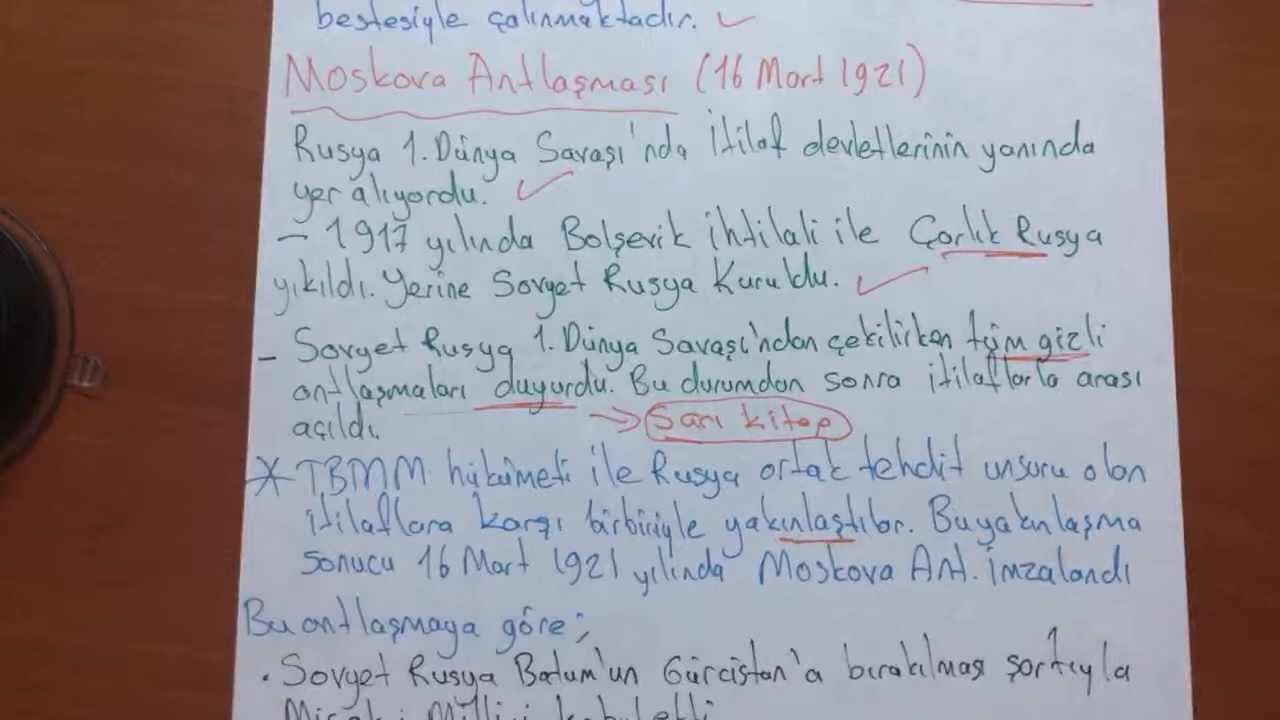 bestesiyle çalınmaktadır.
Moskova Antlaşması (16 Mart 1921)
Rusya 1. Dünya Savaşı'nda İtilaf devletlerinin yanında
yer alıyordu.
- 1917 yılında Bolşevik ihtilali ile Çarlık Rusya
yıkıldı. Yerine Sovyet Rusya Kuruldu.
- Sovyet Rusya 1. Dünya Savaşı'ndan çekilirken tüm gizli
antlaşmaları duyurdu. Bu durumdan sonra itilaflarla arası
açıldı. → Sarı kitap
* TBMM hükümeti ile Rusya ortak tehdit unsuru olan
itilaflara karşı birbiriyle yakınlaştılar. Bu yakınlaşma
sonucu 16 Mart 1921 yılında Moskova Ant. imzalandı
Bu antlaşmaya göre;
• Sovyet Rusya Batum'un Gürcistan'a bırakılması şartıyla
Misak-i Milliyi kabul etti